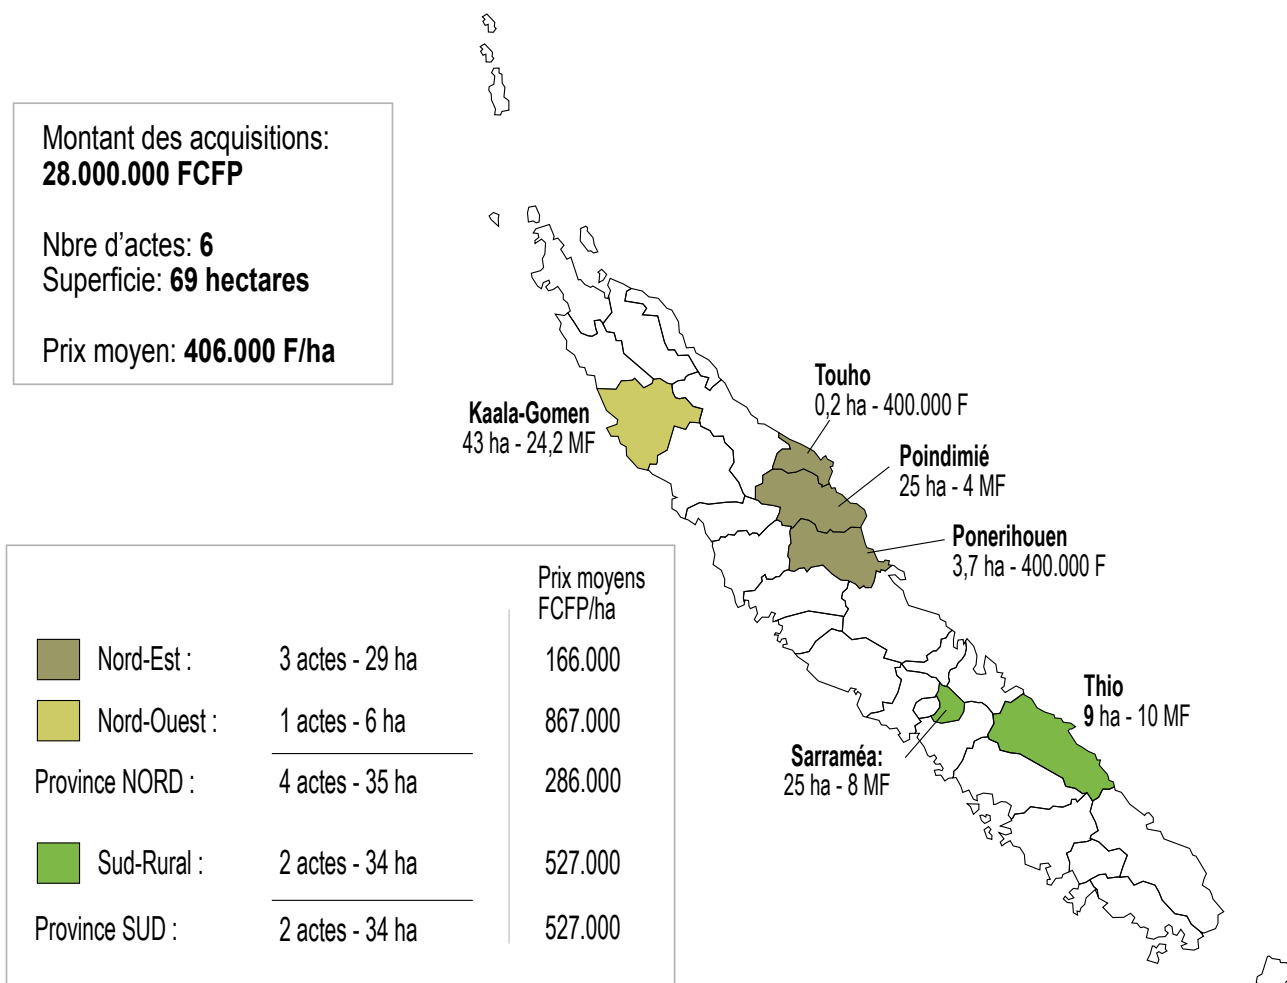 Montant des acquisitions:
28.000.000 FCFP
Nbre d'actes: 6
Superficie: 69 hectares
Prix moyen: 406.000 F/ha
Touho
0,2 ha - 400.000 F
Kaala-Gomen
43 ha - 24,2 MF
Poindimié
25 ha - 4 MF
Ponerihouen
3,7 ha - 400.000 F
Thio
9 ha - 10 MF
Sarraméa:
25 ha - 8 MF
Prix moyens
FCFP/ha
Nord-Est : 3 actes - 29 ha 166.000
Nord-Ouest : 1 actes - 6 ha 867.000
Province NORD : 4 actes - 35 ha 286.000
Sud-Rural : 2 actes - 34 ha 527.000
Province SUD : 2 actes - 34 ha 527.000